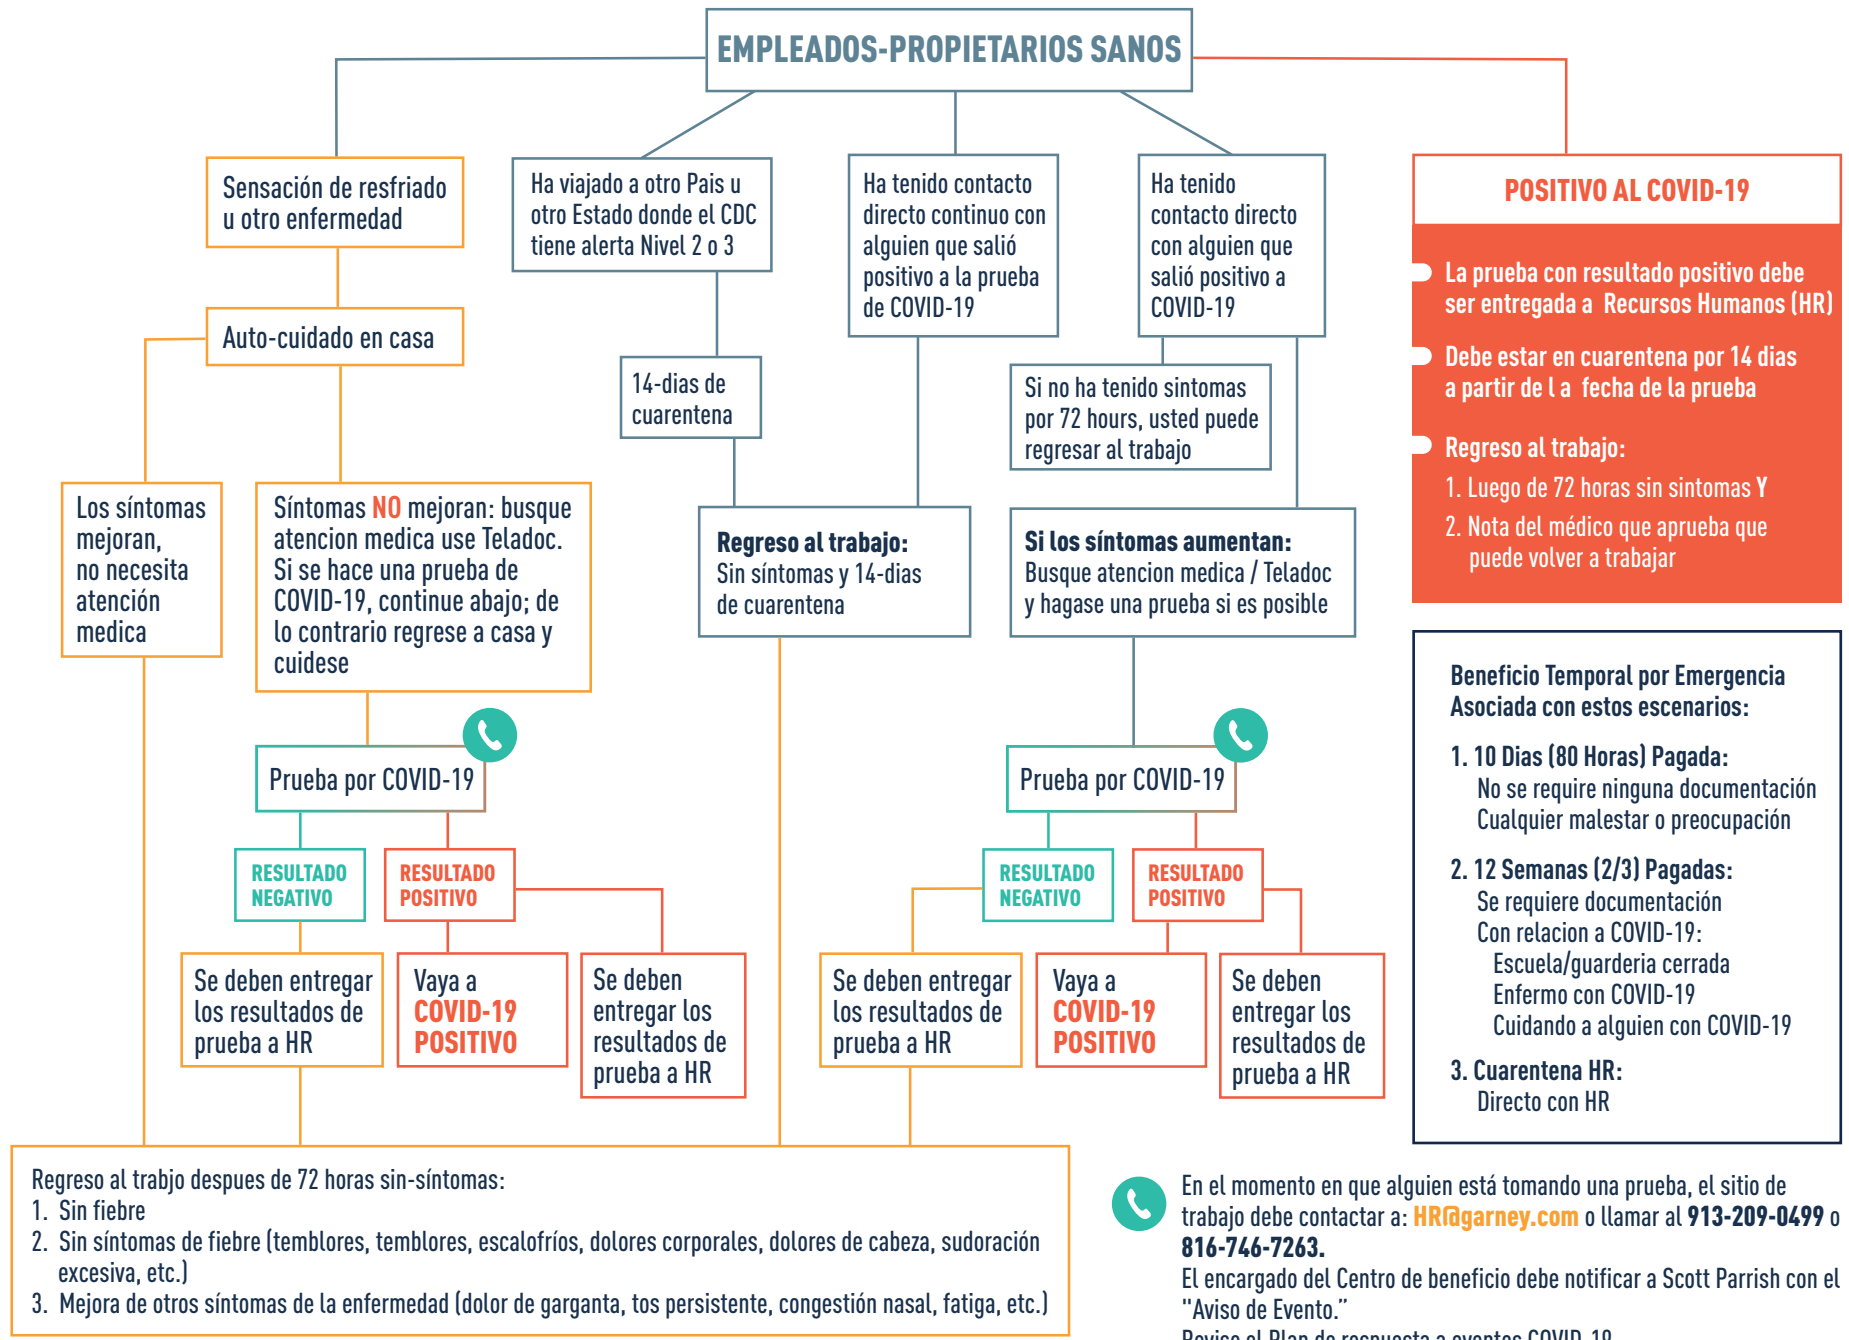 EMPLEADOS-PROPIETARIOS SANOS
Sensación de resfriado
u otro enfermedad
Auto-cuidado en casa
Los síntomas
mejoran,
no necesita
atención
medica
Síntomas NO mejoran: busque
atencion medica use Teladoc.
Si se hace una prueba de
COVID-19, continue abajo; de
lo contrario regrese a casa y
cuidese
Prueba por COVID-19
RESULTADO
NEGATIVO
RESULTADO
POSITIVO
Se deben entregar
los resultados de
prueba a HR
Vaya a
COVID-19
POSITIVO
Se deben
entregar los
resultados de
prueba a HR
Ha viajado a otro Pais u
otro Estado donde el CDC
tiene alerta Nivel 2 o 3
14-dias de
cuarentena
Ha tenido contacto
directo continuo con
alguien que salió
positivo a la prueba
de COVID-19
Regreso al trabajo:
Sin síntomas y 14-dias
de cuarentena
Ha tenido
contacto directo
con alguien que
salió positivo a
COVID-19
Si no ha tenido sintomas
por 72 hours, usted puede
regresar al trabajo
Si los síntomas aumentan:
Busque atencion medica / Teladoc
y hagase una prueba si es posible
Prueba por COVID-19
RESULTADO
NEGATIVO
RESULTADO
POSITIVO
Se deben entregar
los resultados de
prueba a HR
Vaya a
COVID-19
POSITIVO
Se deben
entregar los
resultados de
prueba a HR
Regreso al trabjo despues de 72 horas sin-síntomas:
1. Sin fiebre
2. Sin síntomas de fiebre (temblores, temblores, escalofríos, dolores corporales, dolores de cabeza, sudoración
excesiva, etc.)
3. Mejora de otros síntomas de la enfermedad (dolor de garganta, tos persistente, congestión nasal, fatiga, etc.)
POSITIVO AL COVID-19
La prueba con resultado positivo debe
ser entregada a Recursos Humanos (HR)
Debe estar en cuarentena por 14 dias
a partir de l a fecha de la prueba
Regreso al trabajo:
1. Luego de 72 horas sin sintomas Y
2. Nota del médico que aprueba que
puede volver a trabajar
Beneficio Temporal por Emergencia
Asociada con estos escenarios:
1. 10 Dias (80 Horas) Pagada:
No se require ninguna documentación
Cualquier malestar o preocupación
2. 12 Semanas (2/3) Pagadas:
Se requiere documentación
Con relacion a COVID-19:
Escuela/guarderia cerrada
Enfermo con COVID-19
Cuidando a alguien con COVID-19
3. Cuarentena HR:
Directo con HR
En el momento en que alguien está tomando una prueba, el sitio de
trabajo debe contactar a: HR@garney.com o llamar al 913-209-0499 o
816-746-7263.
El encargado del Centro de beneficio debe notificar a Scott Parrish con el
"Aviso de Evento.”
Revise el Plan de respuesta a eventos COVID-19